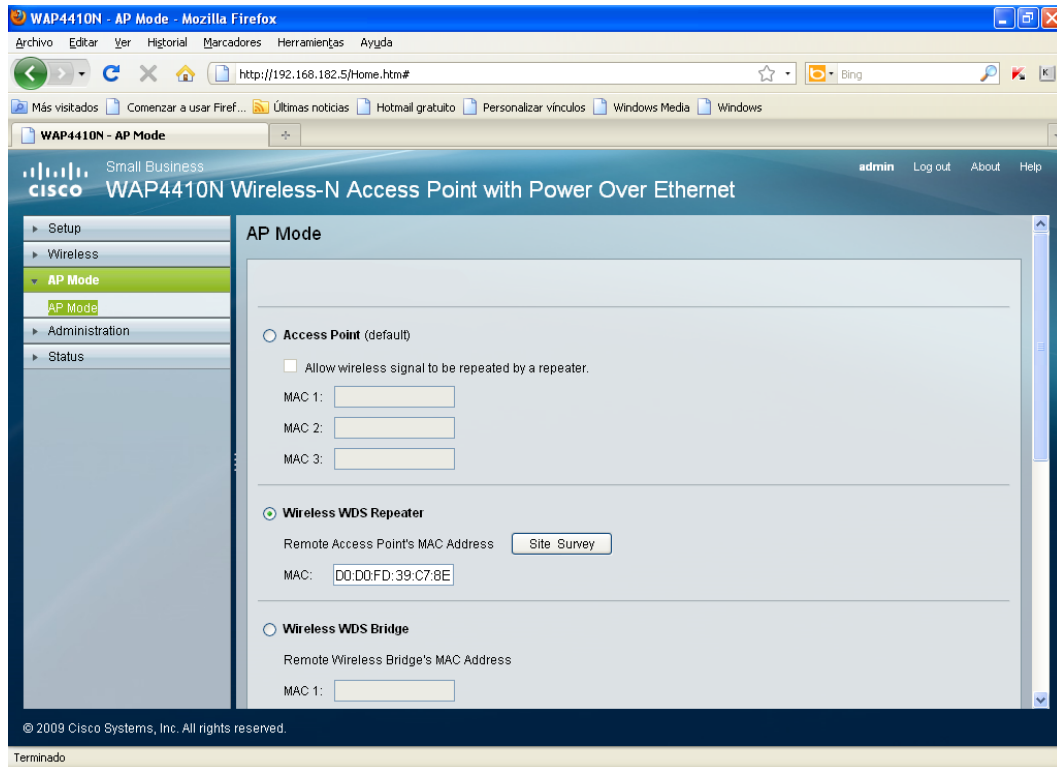 WAP4410N - AP Mode - Mozilla Firefox
Archivo Editar Ver Historial Marcadores Herramientas Ayuda
http://192.168.182.5/Home.htm# Bing
Más visitados Comenzar a usar Firef... Últimas noticias Hotmail gratuito Personalizar vínculos Windows Media Windows
WAP4410N - AP Mode
Small Business
CISCO WAP4410N Wireless-N Access Point with Power Over Ethernet
admin Log out About Help
Setup
Wireless
AP Mode
AP Mode
Administration
Status
AP Mode
Access Point (default)
Allow wireless signal to be repeated by a repeater.
MAC 1:
MAC 2:
MAC 3:
Wireless WDS Repeater
Remote Access Point's MAC Address Site Survey
MAC: D0:D0:FD:39:C7:8E
Wireless WDS Bridge
Remote Wireless Bridge's MAC Address
MAC 1:
© 2009 Cisco Systems, Inc. All rights reserved.
Terminado